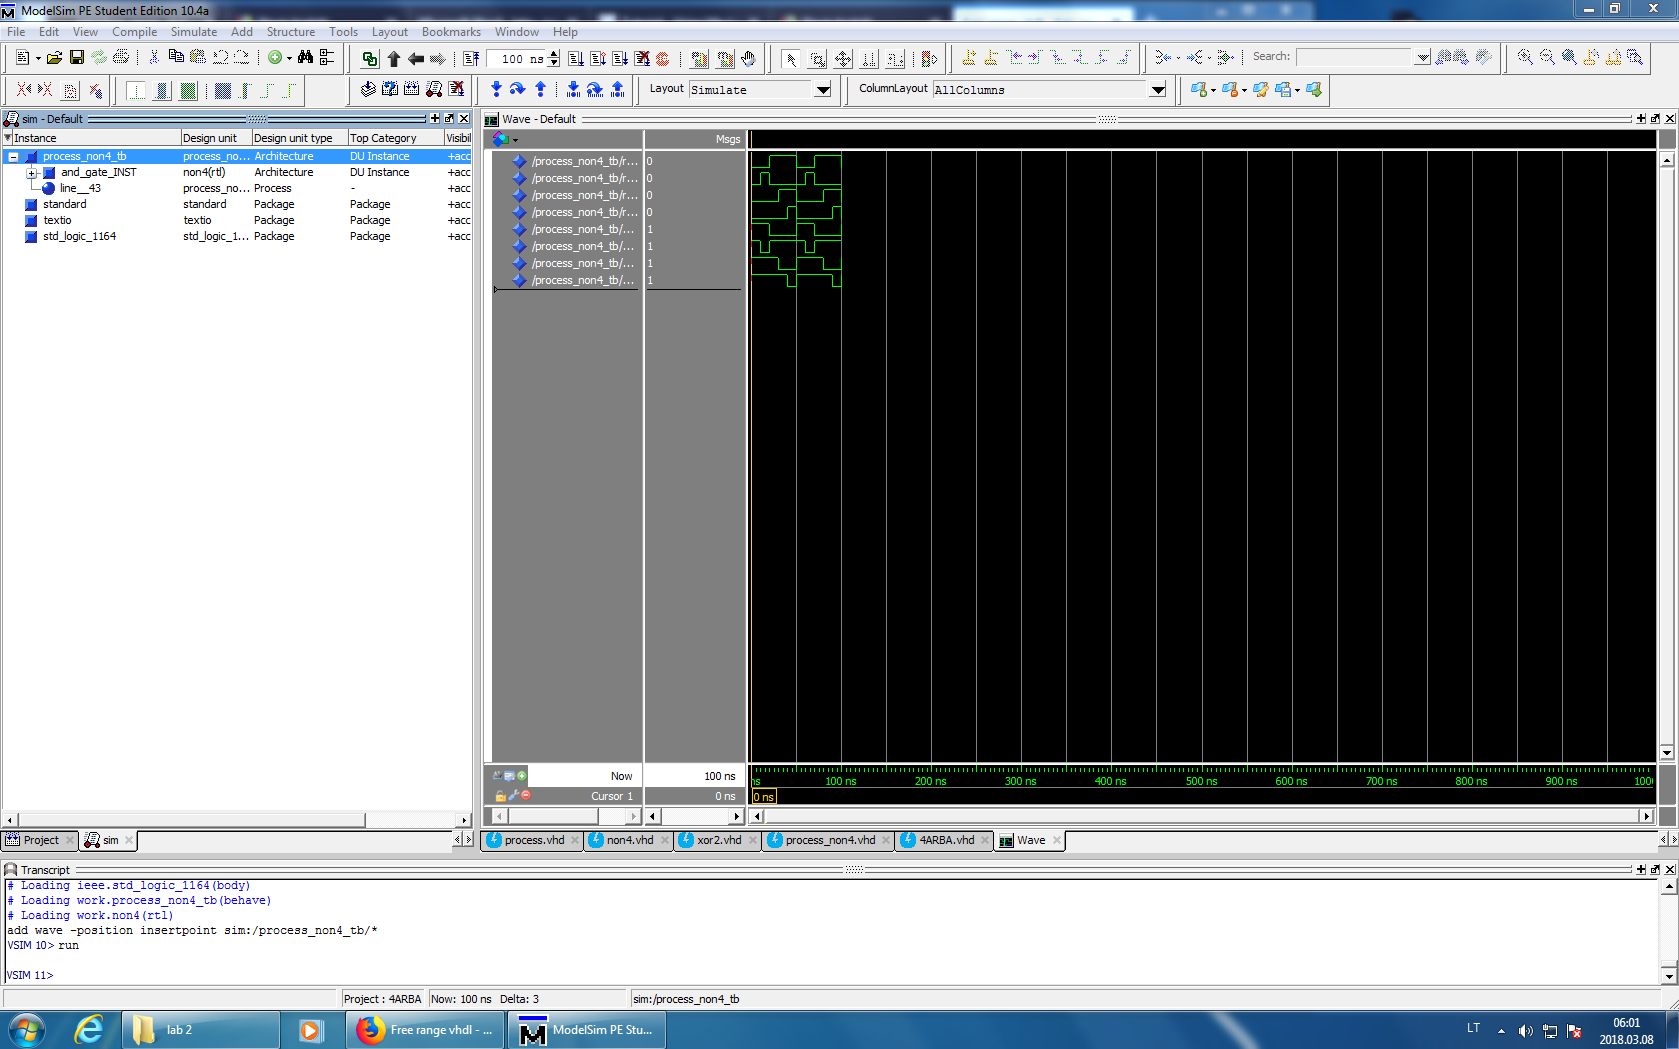 ModelSim PE Student Edition 10.4a
File Edit View Compile Simulate Add Structure Tools Layout Bookmarks Window Help
100 ns
Search:
Layout Simulate
ColumnLayout AllColumns
sim - Default
Instance Design unit Design unit type Top Category Visibil
process_non4_tb process_no... Architecture DU Instance +acc
and_gate_INST non4(rtl) Architecture DU Instance +acc
line__43 process_no... Process - +acc
standard standard Package Package +acc
textio textio Package Package +acc
std_logic_1164 std_logic_1... Package Package +acc
Wave - Default
Msgs
/process_non4_tb/r... 0
/process_non4_tb/r... 0
/process_non4_tb/r... 0
/process_non4_tb/r... 0
/process_non4_tb/... 1
/process_non4_tb/... 1
/process_non4_tb/... 1
/process_non4_tb/... 1
Now 100 ns
ns 100 ns 200 ns 300 ns 400 ns 500 ns 600 ns 700 ns 800 ns 900 ns 1000
Cursor 1 0 ns
0 ns
Project sim
process.vhd non4.vhd xor2.vhd process_non4.vhd 4ARBA.vhd Wave
Transcript
# Loading ieee.std_logic_1164(body)
# Loading work.process_non4_tb(behave)
# Loading work.non4(rtl)
add wave -position insertpoint sim:/process_non4_tb/*
VSIM 10> run
VSIM 11>
Project : 4ARBA Now: 100 ns Delta: 3 sim:/process_non4_tb
lab 2
Free range vhdl - ...
ModelSim PE Stu...
LT
06:01
2018.03.08